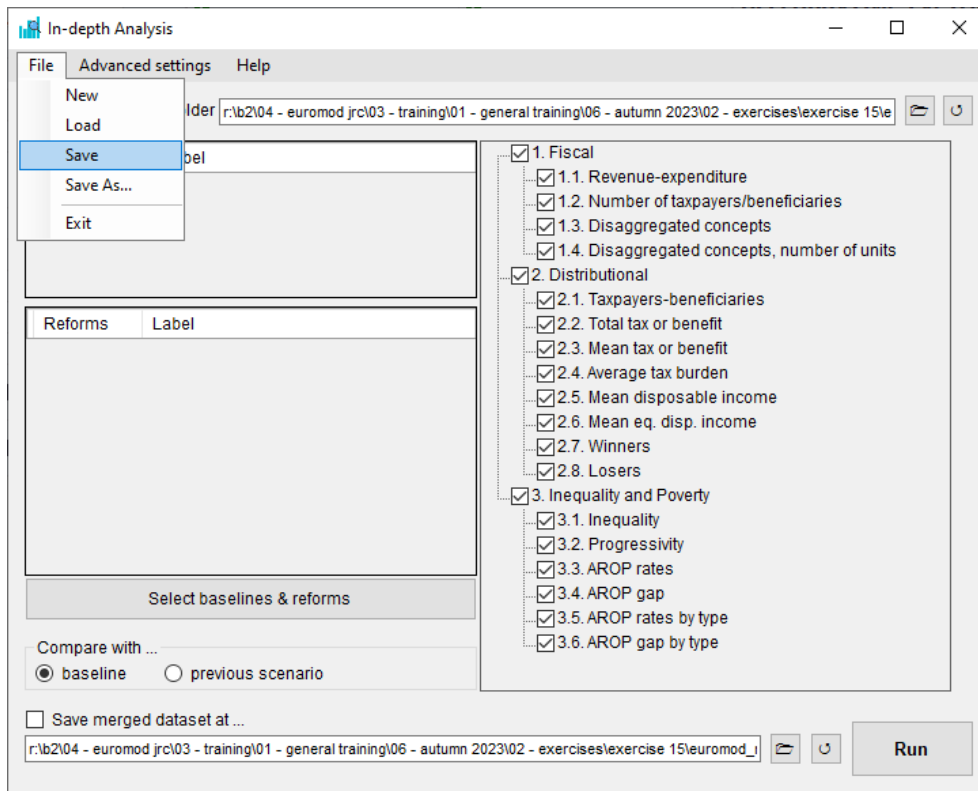 In-depth Analysis
File Advanced settings Help
New
Load
Save
Save As...
Exit
r:\b2\04 - euromod jrc\03 - training\01 - general training\06 - autumn 2023\02 - exercises\exercise 15\e
Reforms Label
Select baselines & reforms
Compare with ...
baseline previous scenario
1. Fiscal
1.1. Revenue-expenditure
1.2. Number of taxpayers/beneficiaries
1.3. Disaggregated concepts
1.4. Disaggregated concepts, number of units
2. Distributional
2.1. Taxpayers-beneficiaries
2.2. Total tax or benefit
2.3. Mean tax or benefit
2.4. Average tax burden
2.5. Mean disposable income
2.6. Mean eq. disp. income
2.7. Winners
2.8. Losers
3. Inequality and Poverty
3.1. Inequality
3.2. Progressivity
3.3. AROP rates
3.4. AROP gap
3.5. AROP rates by type
3.6. AROP gap by type
Save merged dataset at ...
r:\b2\04 - euromod jrc\03 - training\01 - general training\06 - autumn 2023\02 - exercises\exercise 15\euromod_
Run